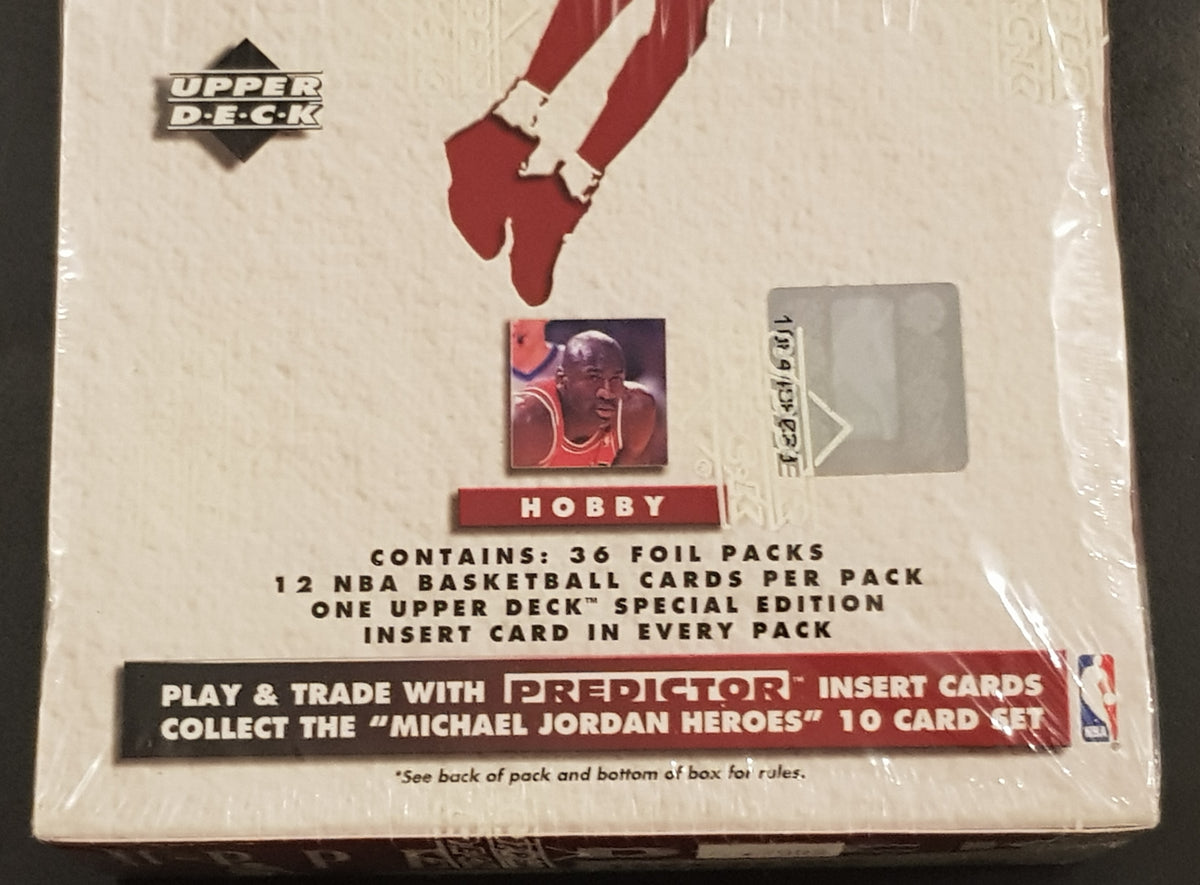 UPPER
D·E·C·K
HOBBY
CONTAINS: 36 FOIL PACKS
12 NBA BASKETBALL CARDS PER PACK
ONE UPPER DECK™ SPECIAL EDITION
INSERT CARD IN EVERY PACK
PLAY & TRADE WITH PREDICTOR™ INSERT CARDS
COLLECT THE "MICHAEL JORDAN HEROES" 10 CARD SET
NBA
*See back of pack and bottom of box for rules.